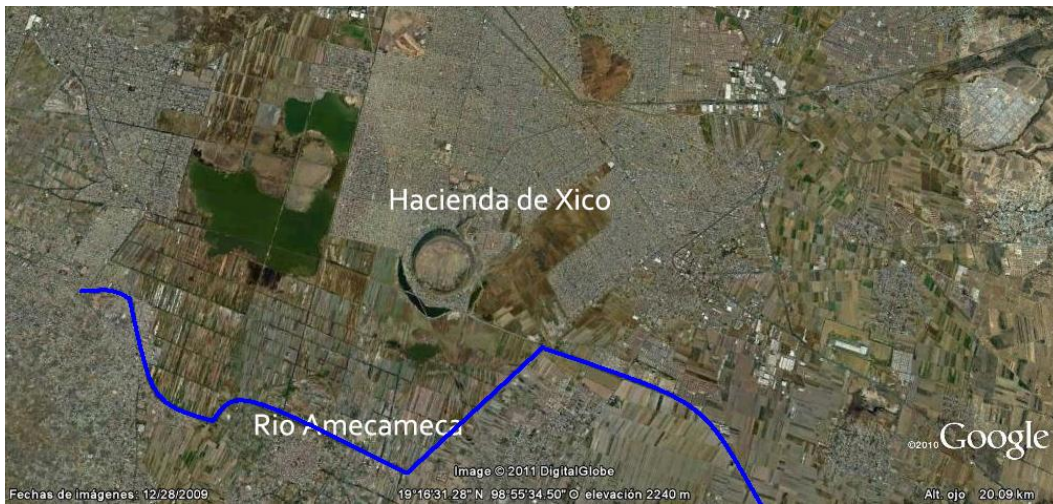 Hacienda de Xico
Rio Amecameca
©2010 Google
Image © 2011 DigitalGlobe
Fechas de imágenes: 12/28/2009
19°16'31.28" N 98°55'34.50" O elevación 2240 m
Alt. ojo 20.09 km